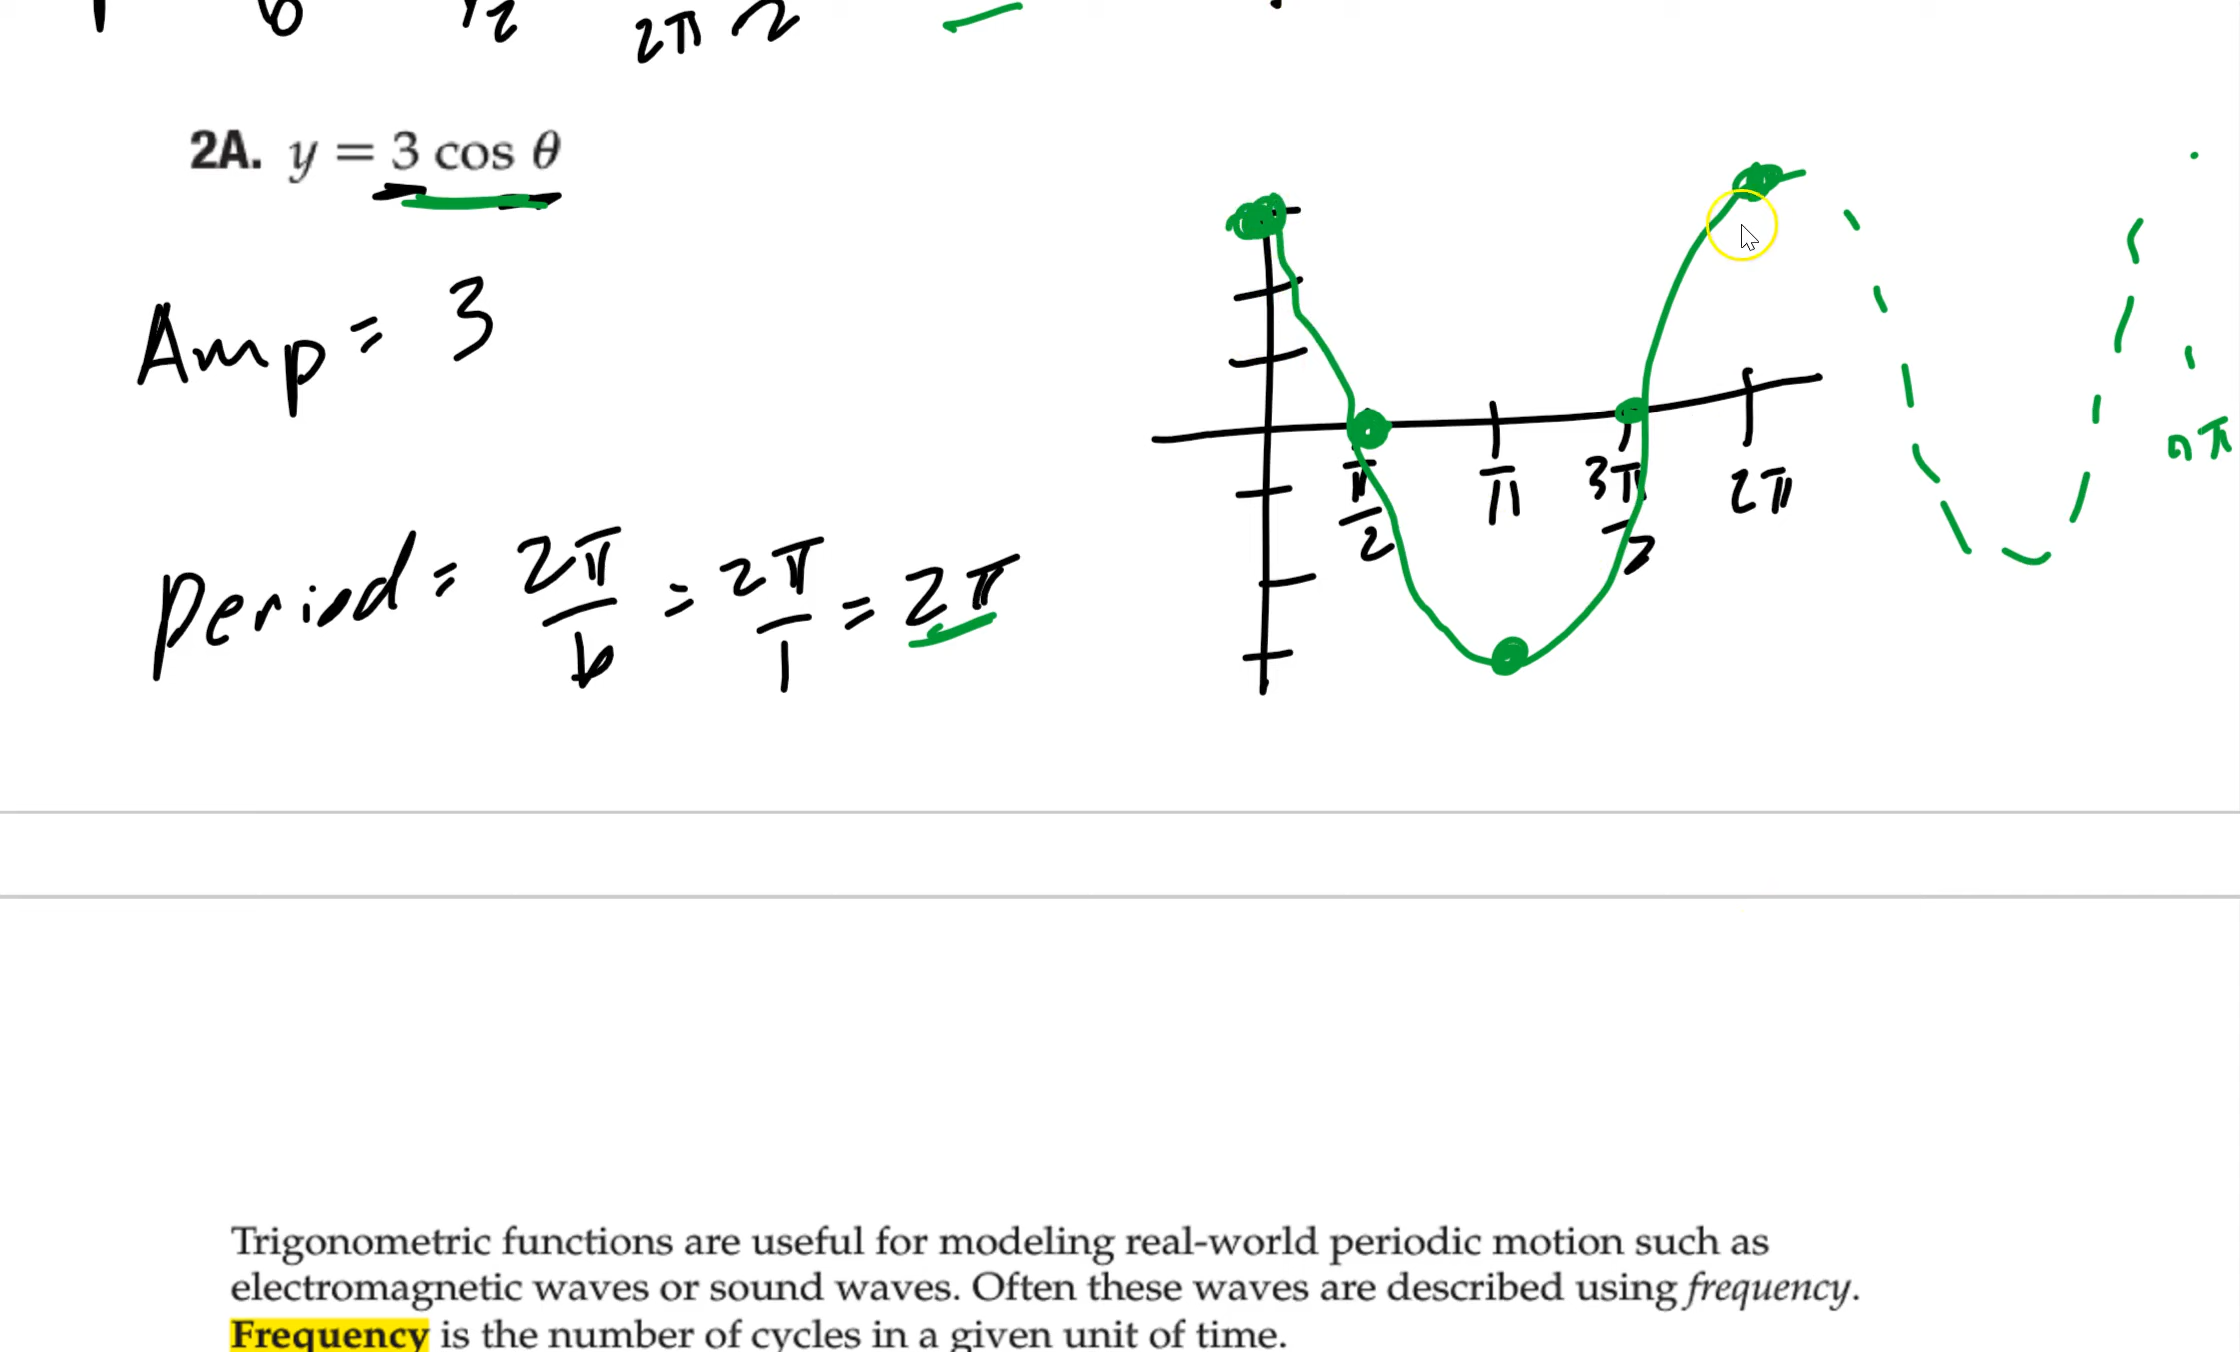 2π
2A. y = 3 cos θ
Amp = 3
Period = 2π/b = 2π/1 = 2π
π/2 π 3π/2 2π
Trigonometric functions are useful for modeling real-world periodic motion such as
electromagnetic waves or sound waves. Often these waves are described using frequency.
Frequency is the number of cycles in a given unit of time.